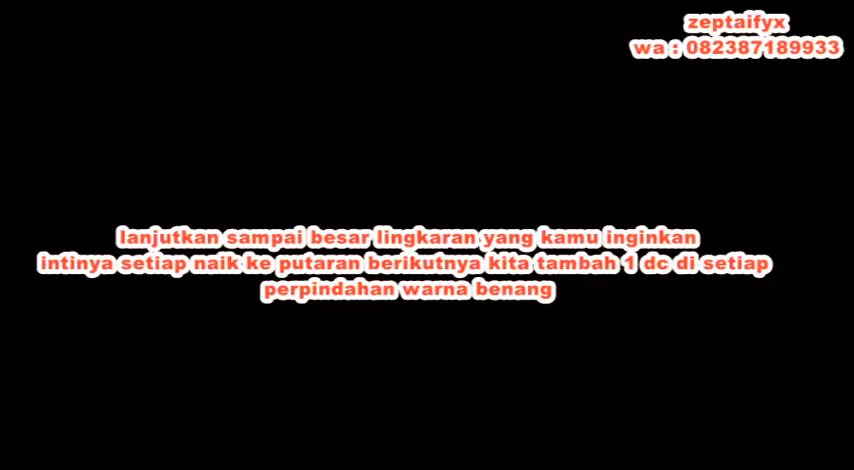 zeptaifyx
wa : 082387189933
lanjutkan sampai besar lingkaran yang kamu inginkan
intinya setiap naik ke putaran berikutnya kita tambah 1 dc di setiap
perpindahan warna benang